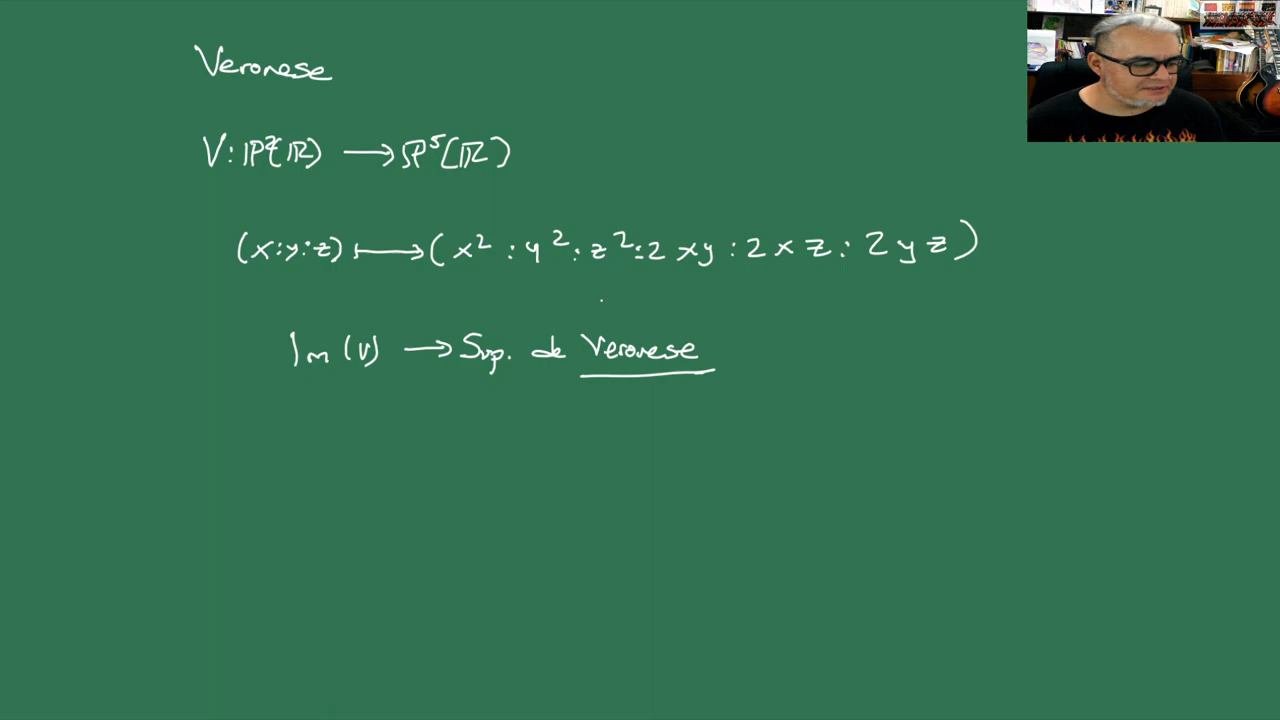 Veronese
V: ℙ²(ℝ) ⟶ ℙ⁵(ℝ)
(x:y:z) ⟼ (x² : y² : z² : 2xy : 2xz : 2yz)
Im (V) ⟶ Sup. de Veronese